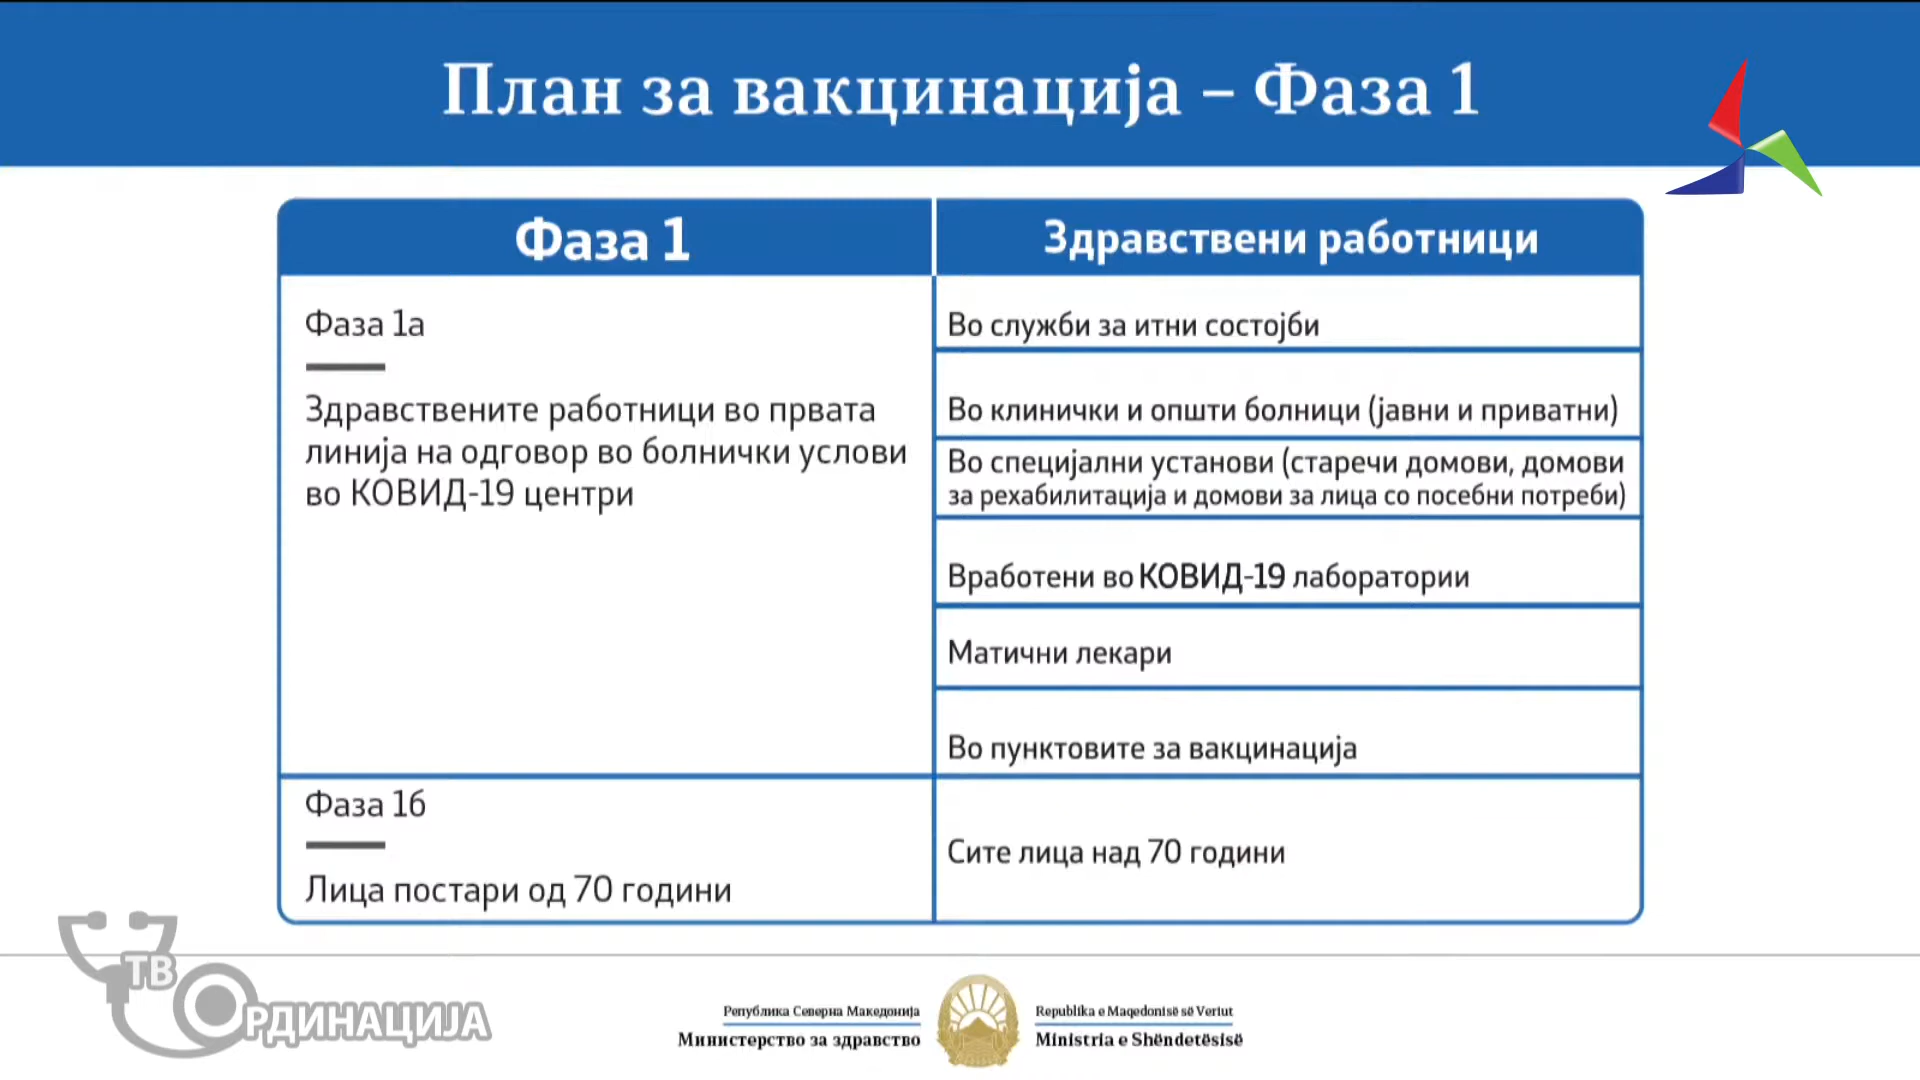 План за вакцинација – Фаза 1
Фаза 1
Здравствени работници
Фаза 1а
Здравствените работници во првата
линија на одговор во болнички услови
во КОВИД-19 центри
Во служби за итни состојби
Во клинички и општи болници (јавни и приватни)
Во специјални установи (старечи домови, домови
за рехабилитација и домови за лица со посебни потреби)
Вработени во КОВИД-19 лаборатории
Матични лекари
Во пунктовите за вакцинација
Фаза 1б
Лица постари од 70 години
Сите лица над 70 години
ТВ
ОРДИНАЦИЈА
Република Северна Македонија
Министерство за здравство
Republika e Maqedonisë së Veriut
Ministria e Shëndetësisë